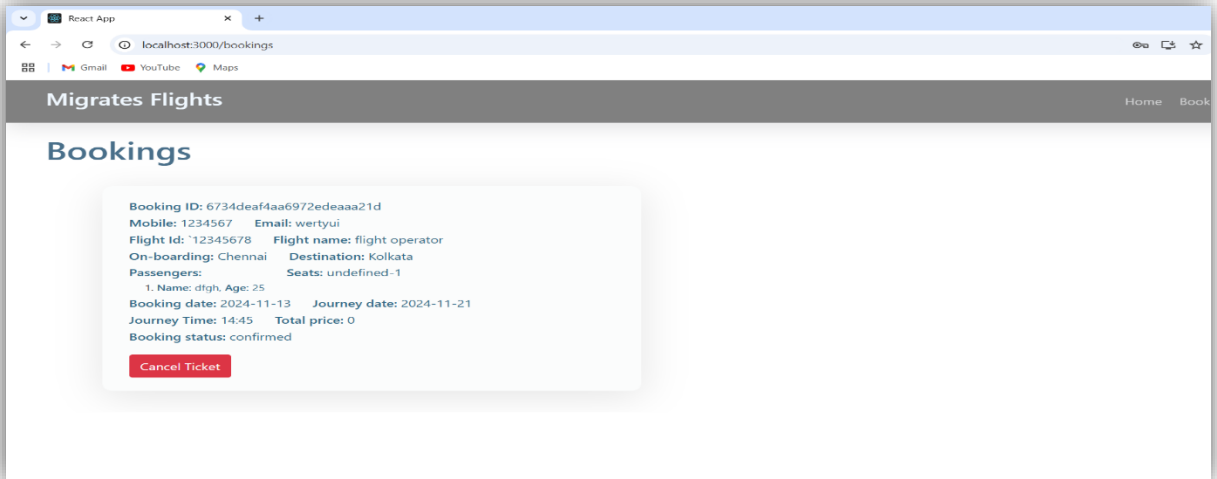 React App
localhost:3000/bookings
Gmail YouTube Maps
Migrates Flights Home Book
Bookings
Booking ID: 6734deaf4aa6972edeaaa21d
Mobile: 1234567 Email: wertyui
Flight Id: `12345678 Flight name: flight operator
On-boarding: Chennai Destination: Kolkata
Passengers: Seats: undefined-1
1. Name: dfgh, Age: 25
Booking date: 2024-11-13 Journey date: 2024-11-21
Journey Time: 14:45 Total price: 0
Booking status: confirmed
Cancel Ticket